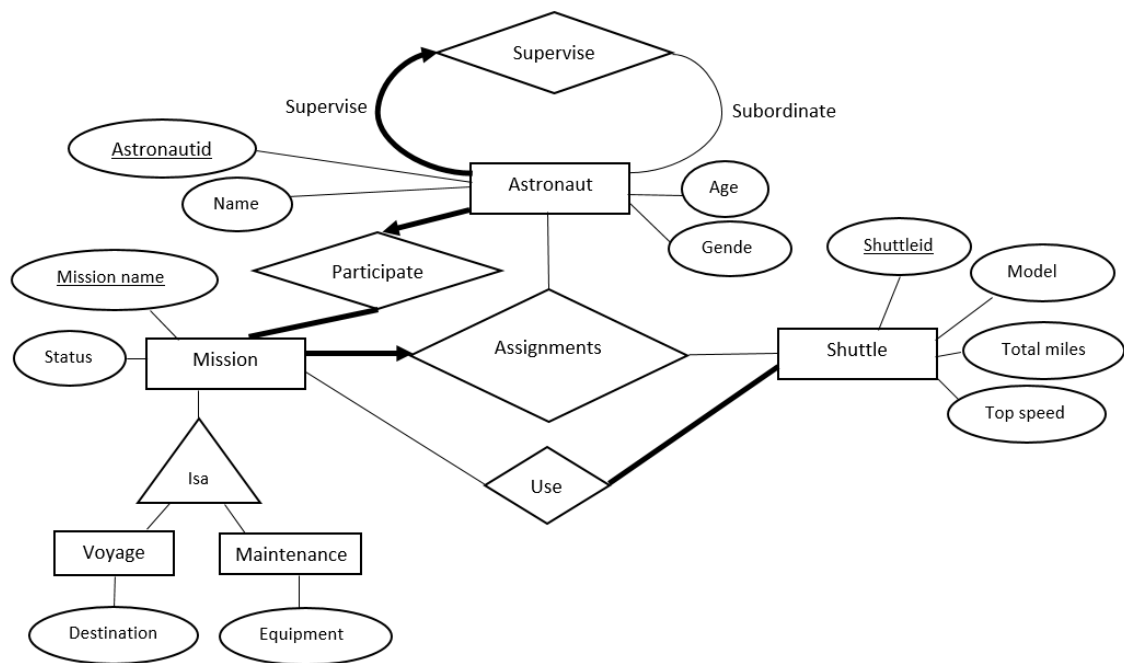 Supervise
Supervise
Subordinate
Astronautid
Astronaut
Age
Name
Gende
Shuttleid
Participate
Model
Mission name
Assignments
Shuttle
Total miles
Status
Mission
Top speed
Isa
Use
Voyage
Maintenance
Destination
Equipment